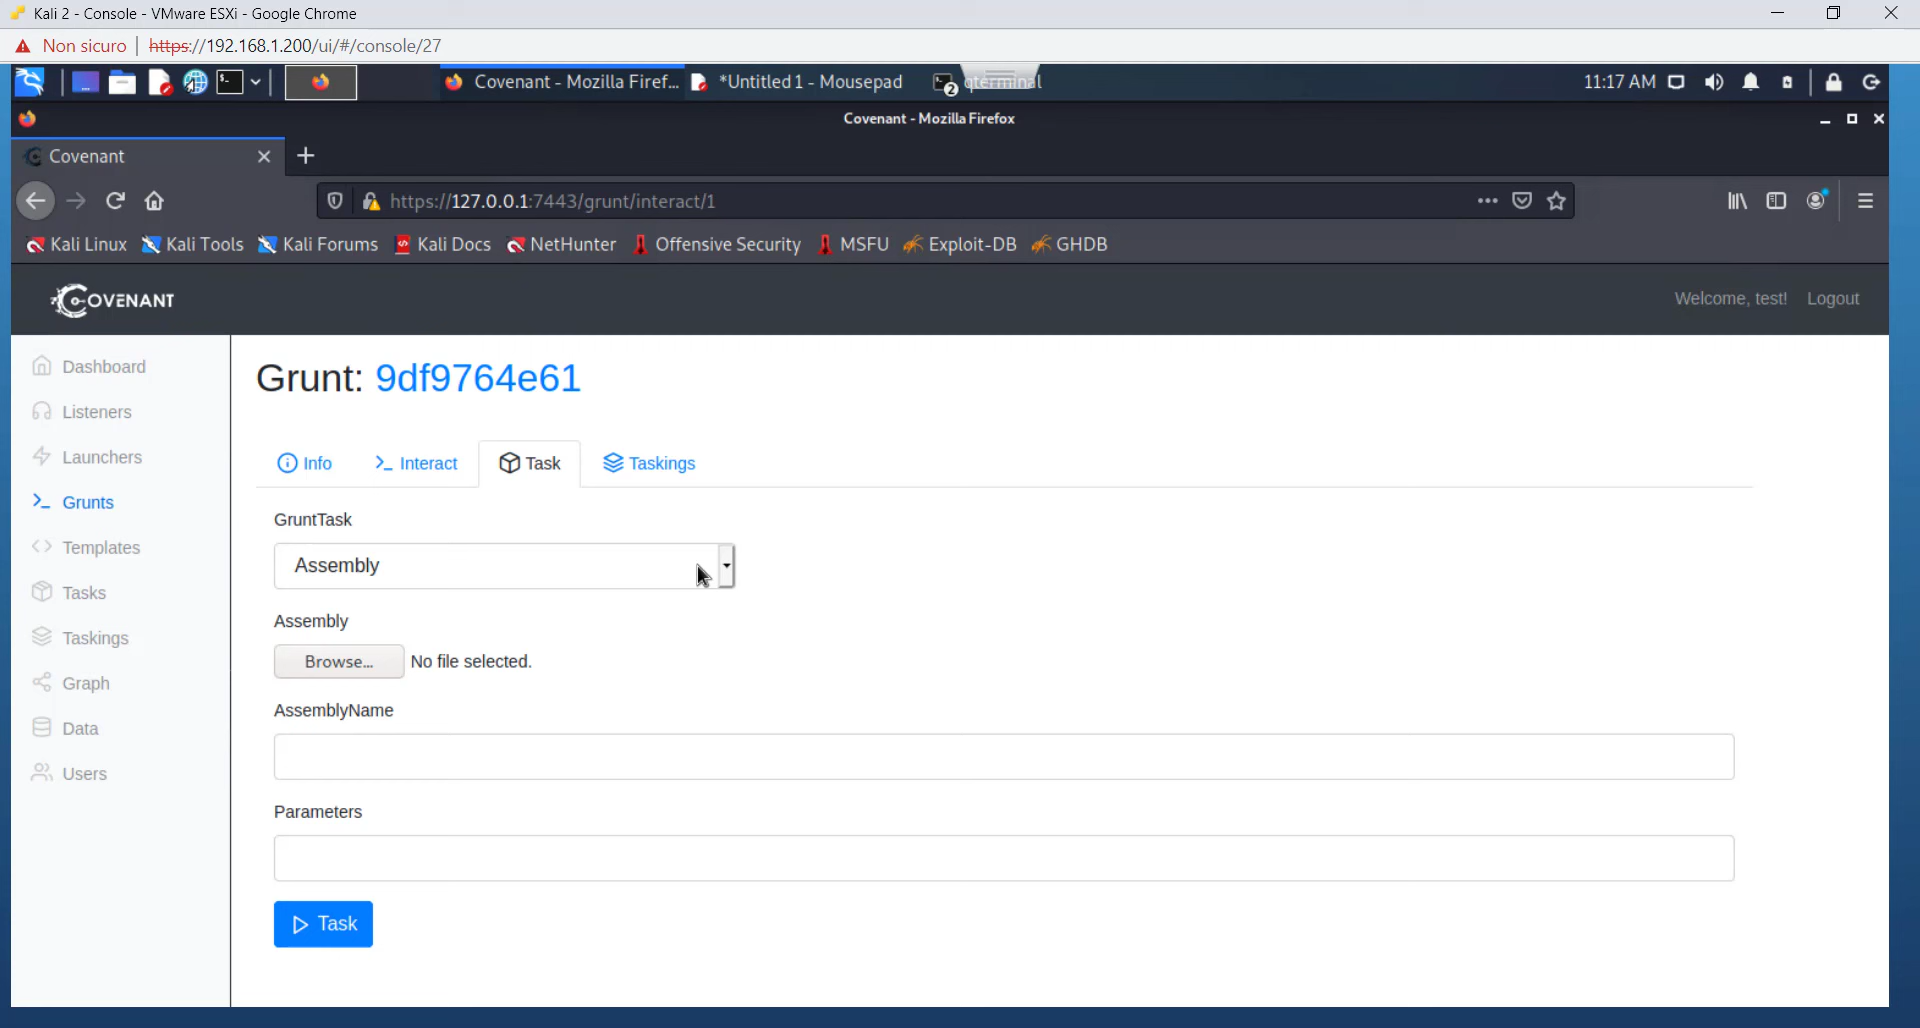 Kali 2 - Console - VMware ESXi - Google Chrome
Non sicuro | https://192.168.1.200/ui/#/console/27
Covenant - Mozilla Firef... *Untitled 1 - Mousepad 2 qterminal 11:17 AM
Covenant - Mozilla Firefox
Covenant
https://127.0.0.1:7443/grunt/interact/1
Kali Linux Kali Tools Kali Forums Kali Docs NetHunter Offensive Security MSFU Exploit-DB GHDB
COVENANT Welcome, test! Logout
Dashboard
Listeners
Launchers
Grunts
Templates
Tasks
Taskings
Graph
Data
Users
Grunt: 9df9764e61
Info Interact Task Taskings
GruntTask
Assembly
Assembly
Browse... No file selected.
AssemblyName
Parameters
Task